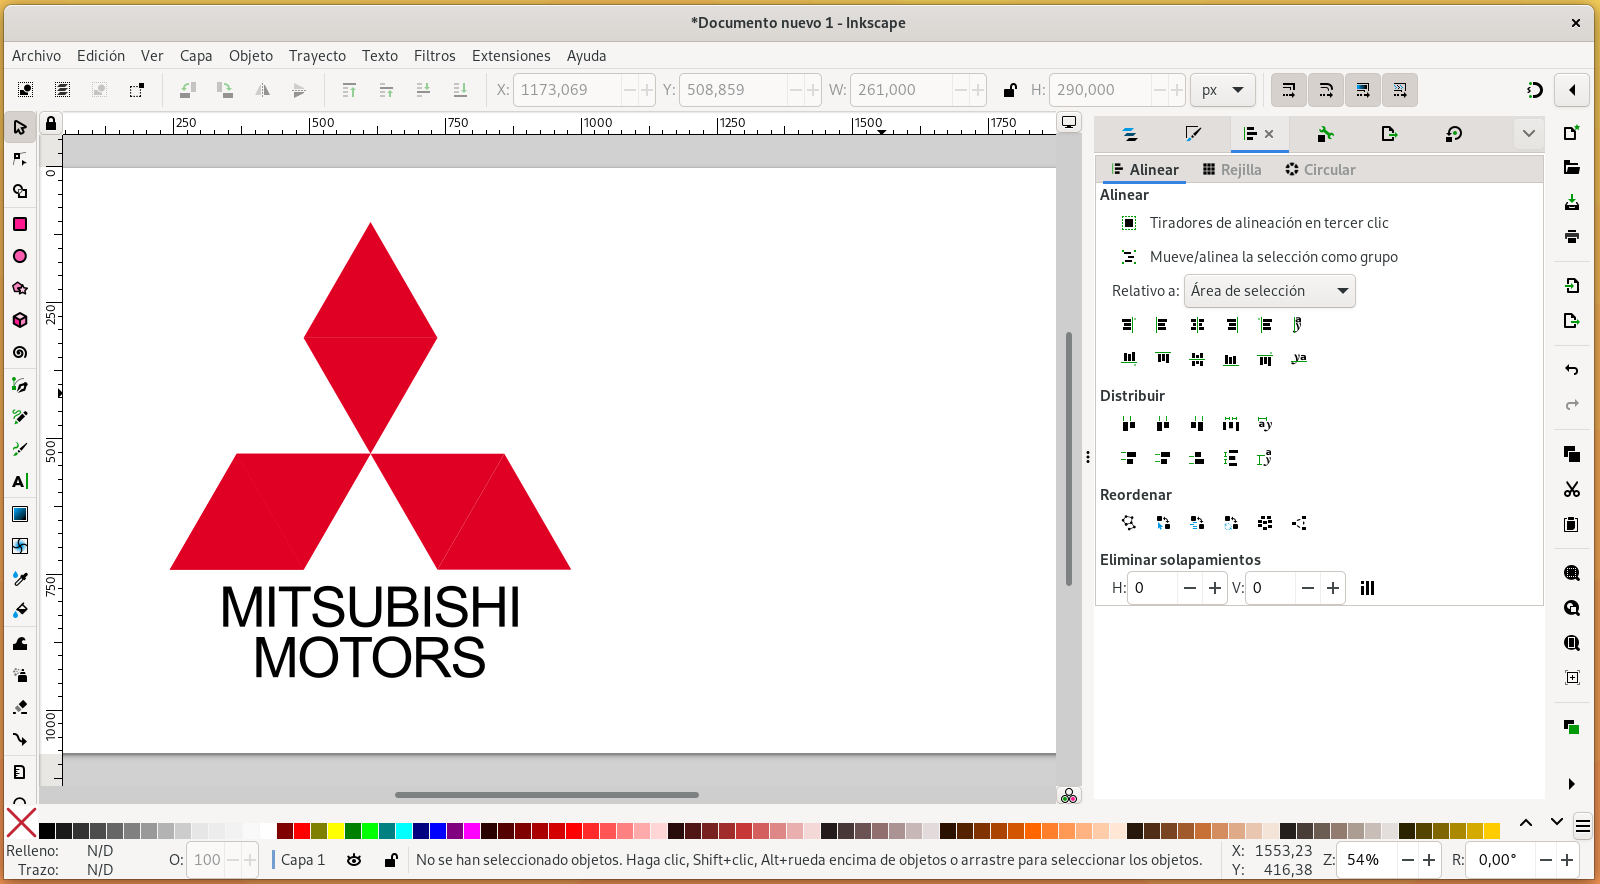 *Documento nuevo 1 - Inkscape
Archivo Edición Ver Capa Objeto Trayecto Texto Filtros Extensiones Ayuda
X: 1173,069 Y: 508,859 W: 261,000 H: 290,000 px
250 500 750 1000 1250 1500 1750
0
250
500
750
1000
MITSUBISHI
MOTORS
Alinear Rejilla Circular
Alinear
Tiradores de alineación en tercer clic
Mueve/alinea la selección como grupo
Relativo a: Área de selección
Distribuir
Reordenar
Eliminar solapamientos
H: 0 V: 0
Relleno: N/D
Trazo: N/D
O: 100
Capa 1
No se han seleccionado objetos. Haga clic, Shift+clic, Alt+rueda encima de objetos o arrastre para seleccionar los objetos.
X: 1553,23
Y: 416,38
Z: 54%
R: 0,00°